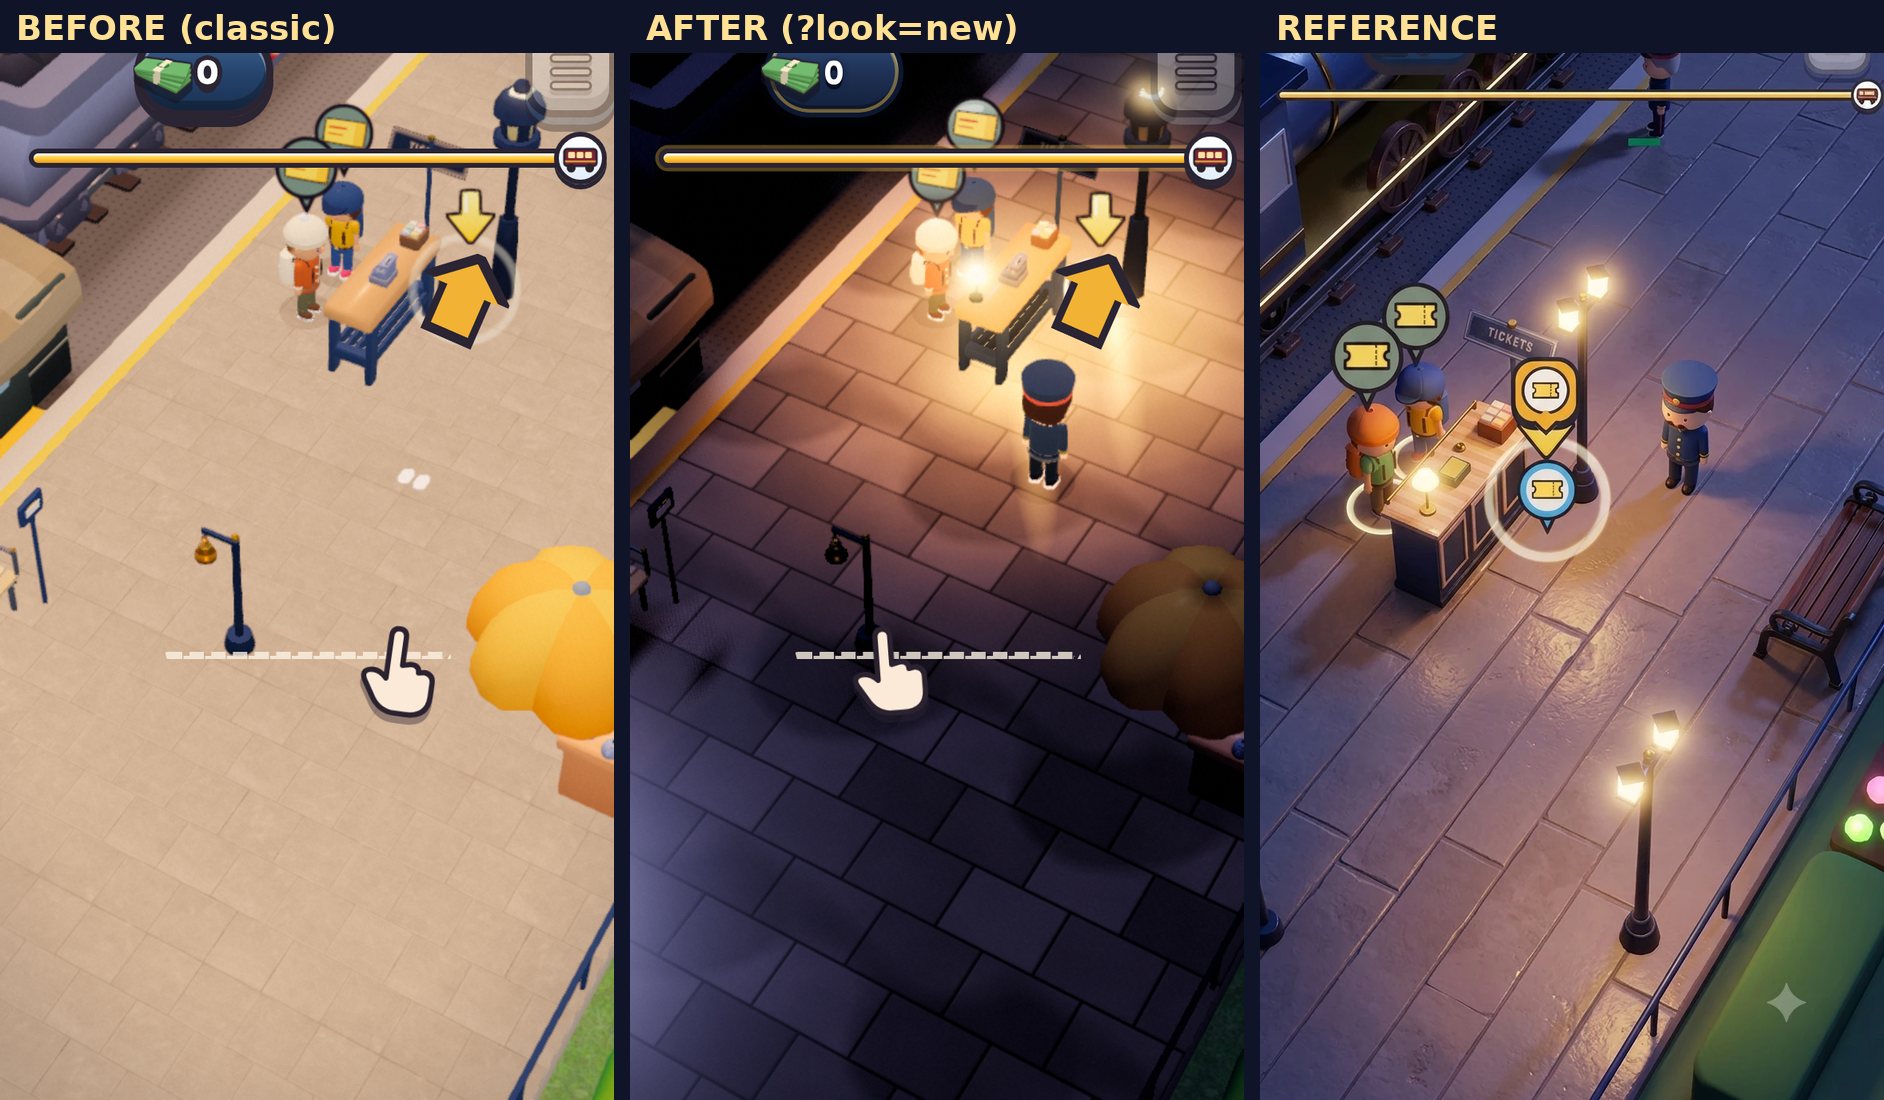 BEFORE (classic)
AFTER (?look=new)
REFERENCE
0
0
TICKETS